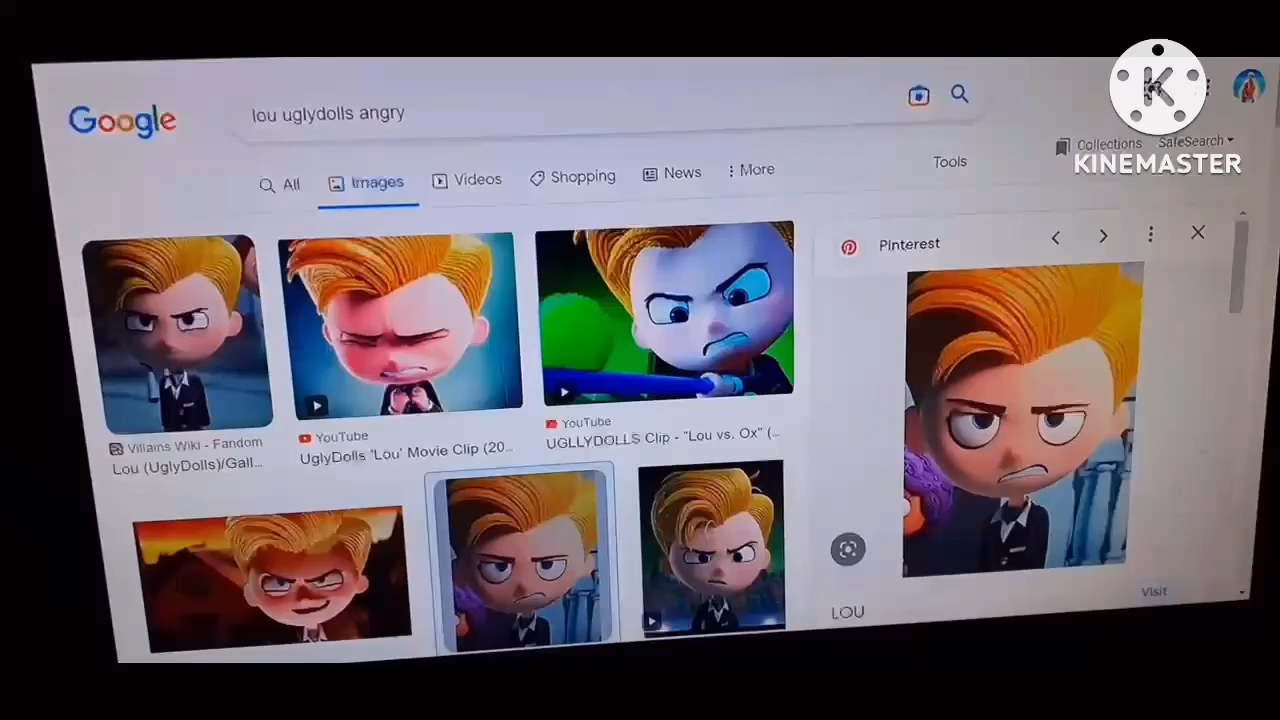 Google
lou uglydolls angry
K
KINEMASTER
Collections SafeSearch
All Images Videos Shopping News More Tools
Pinterest
Villains Wiki - Fandom
Lou (UglyDolls)/Gall...
YouTube
UglyDolls 'Lou' Movie Clip (20...
YouTube
UGLLYDOLLS Clip - "Lou vs. Ox" (...
LOU
Visit